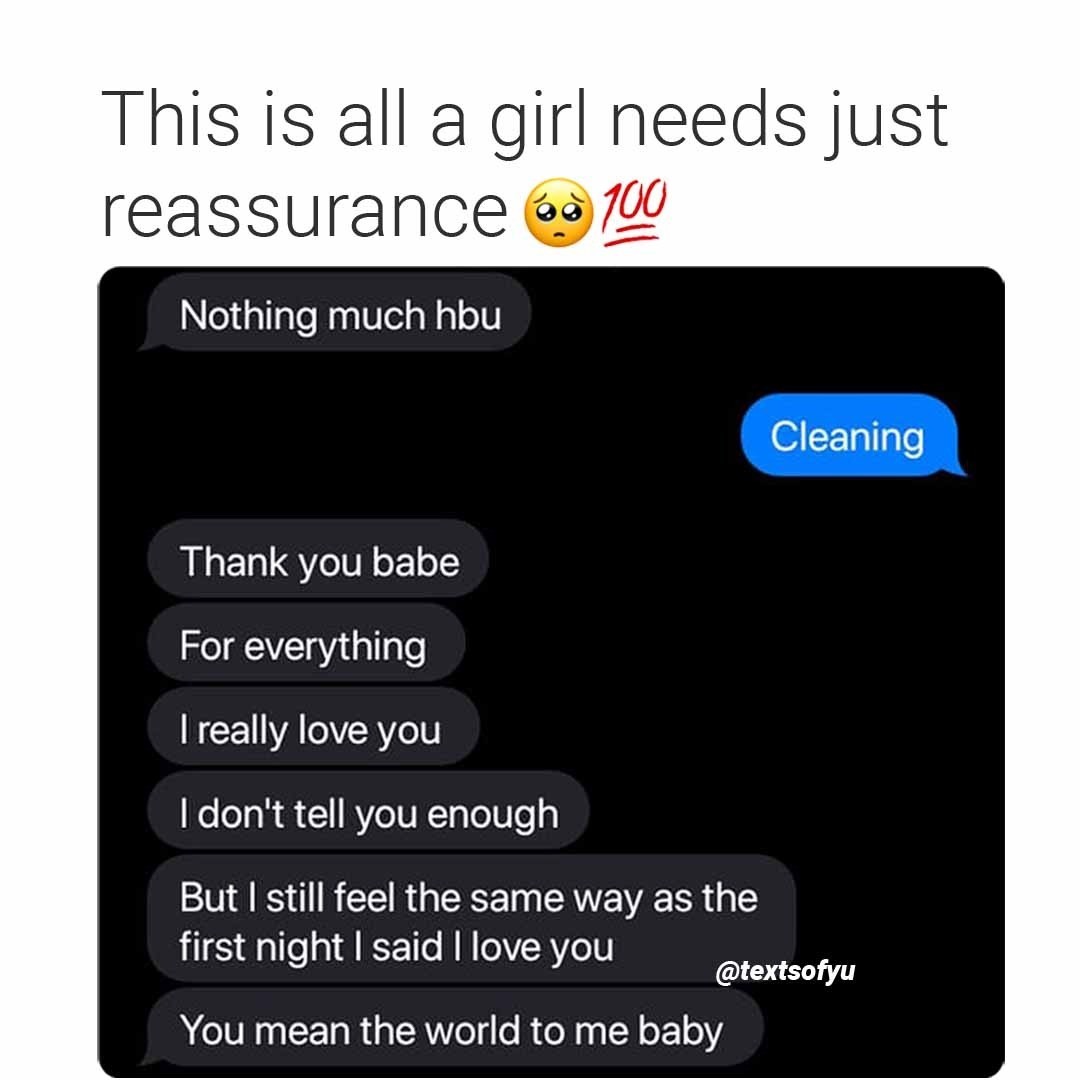 This is all a girl needs just
reassurance 🥺💯
Nothing much hbu
Cleaning
Thank you babe
For everything
I really love you
I don't tell you enough
But I still feel the same way as the
first night I said I love you
@textsofyu
You mean the world to me baby